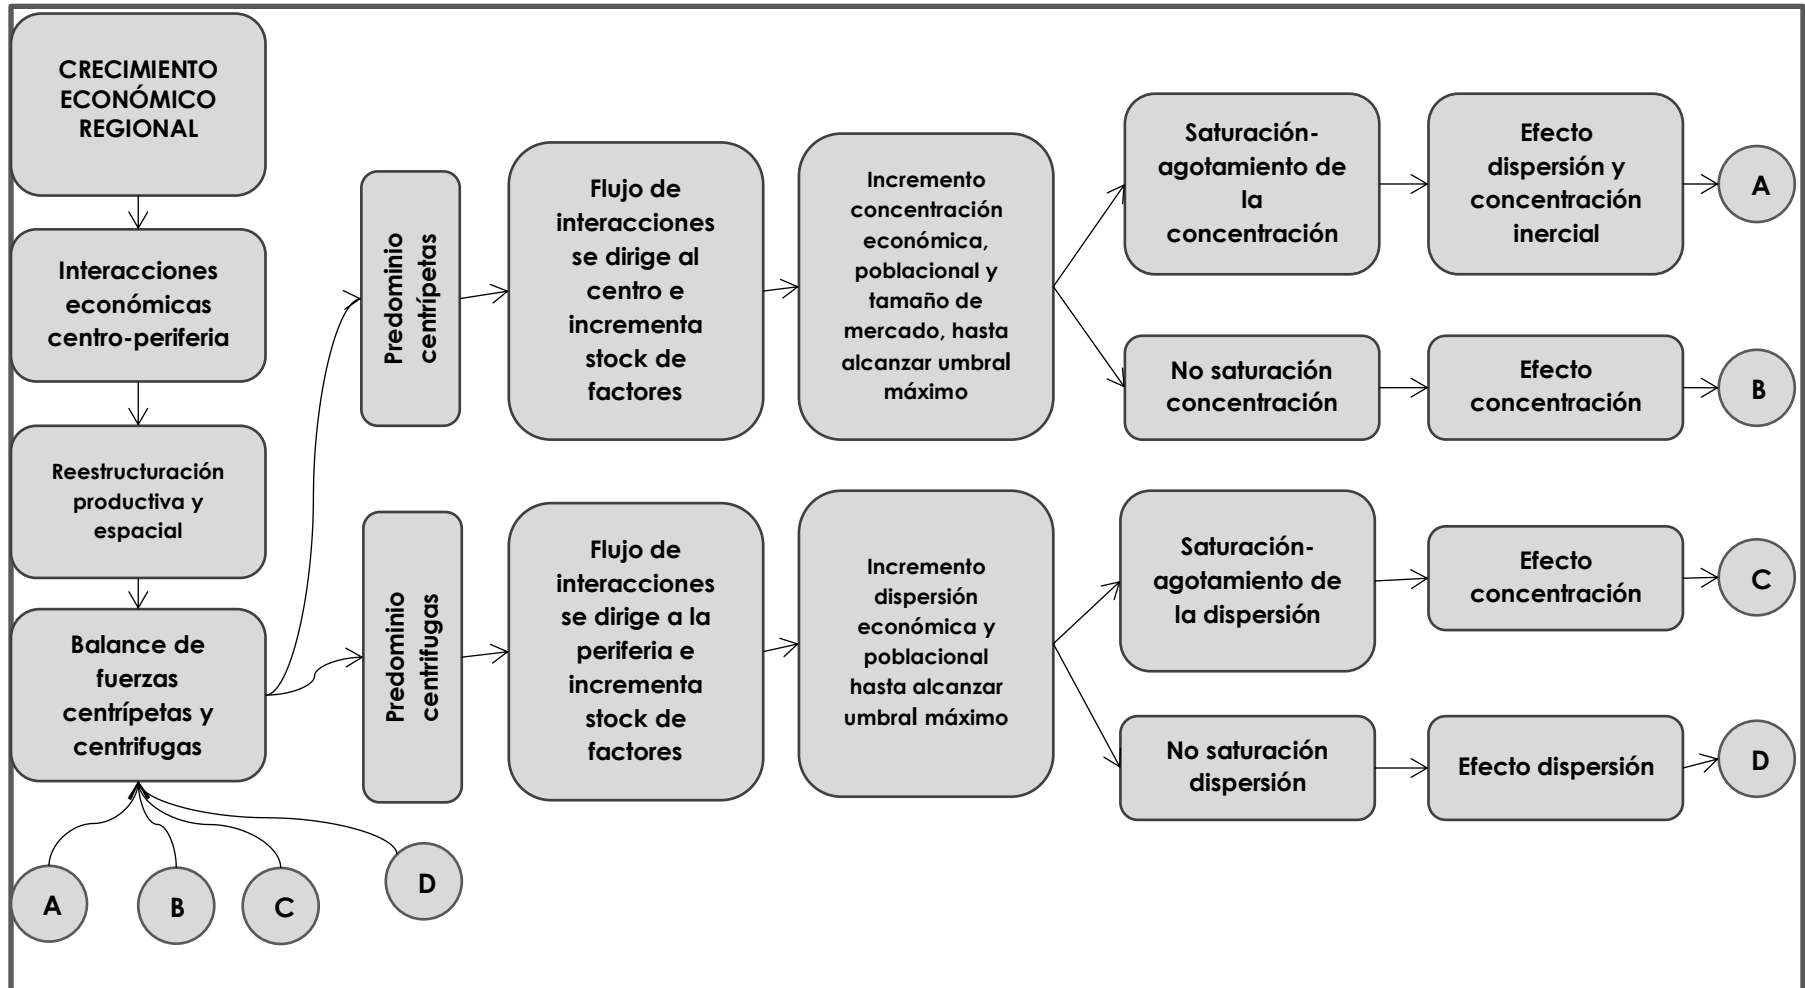 CRECIMIENTO
ECONÓMICO
REGIONAL
Interacciones
económicas
centro-periferia
Reestructuración
productiva y
espacial
Balance de
fuerzas
centrípetas y
centrifugas
Predominio
centrípetas
Flujo de
interacciones
se dirige al
centro e
incrementa
stock de
factores
Incremento
concentración
económica,
poblacional y
tamaño de
mercado, hasta
alcanzar umbral
máximo
Saturación-
agotamiento de
la
concentración
Efecto
dispersión y
concentración
inercial
A
No saturación
concentración
Efecto
concentración
B
Predominio
centrifugas
Flujo de
interacciones
se dirige a la
periferia e
incrementa
stock de
factores
Incremento
dispersión
económica y
poblacional
hasta alcanzar
umbral máximo
Saturación-
agotamiento de
la dispersión
Efecto
concentración
C
No saturación
dispersión
Efecto dispersión
D
A
B
C
D